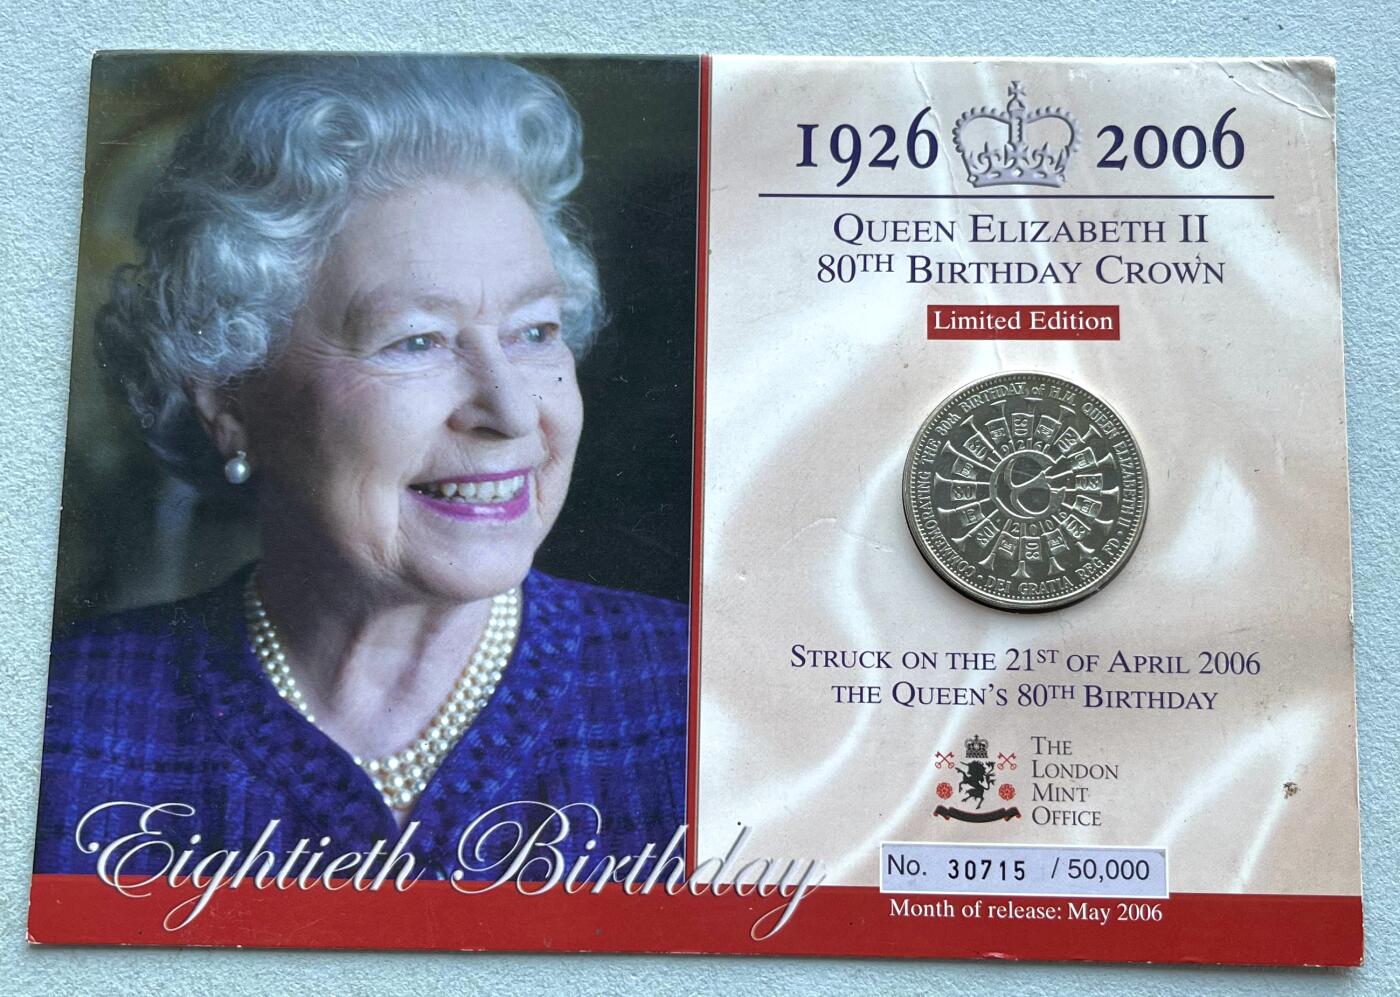 1926 2006
QUEEN ELIZABETH II
80TH BIRTHDAY CROWN
Limited Edition
COMMEMORATING THE 80th BIRTHDAY of H.M. QUEEN ELIZABETH II
· DEI GRATIA REG FD ·
1926
2006
STRUCK ON THE 21ST OF APRIL 2006
THE QUEEN'S 80TH BIRTHDAY
THE
LONDON
MINT
OFFICE
Eightieth Birthday
No. 30715 / 50,000
Month of release: May 2006